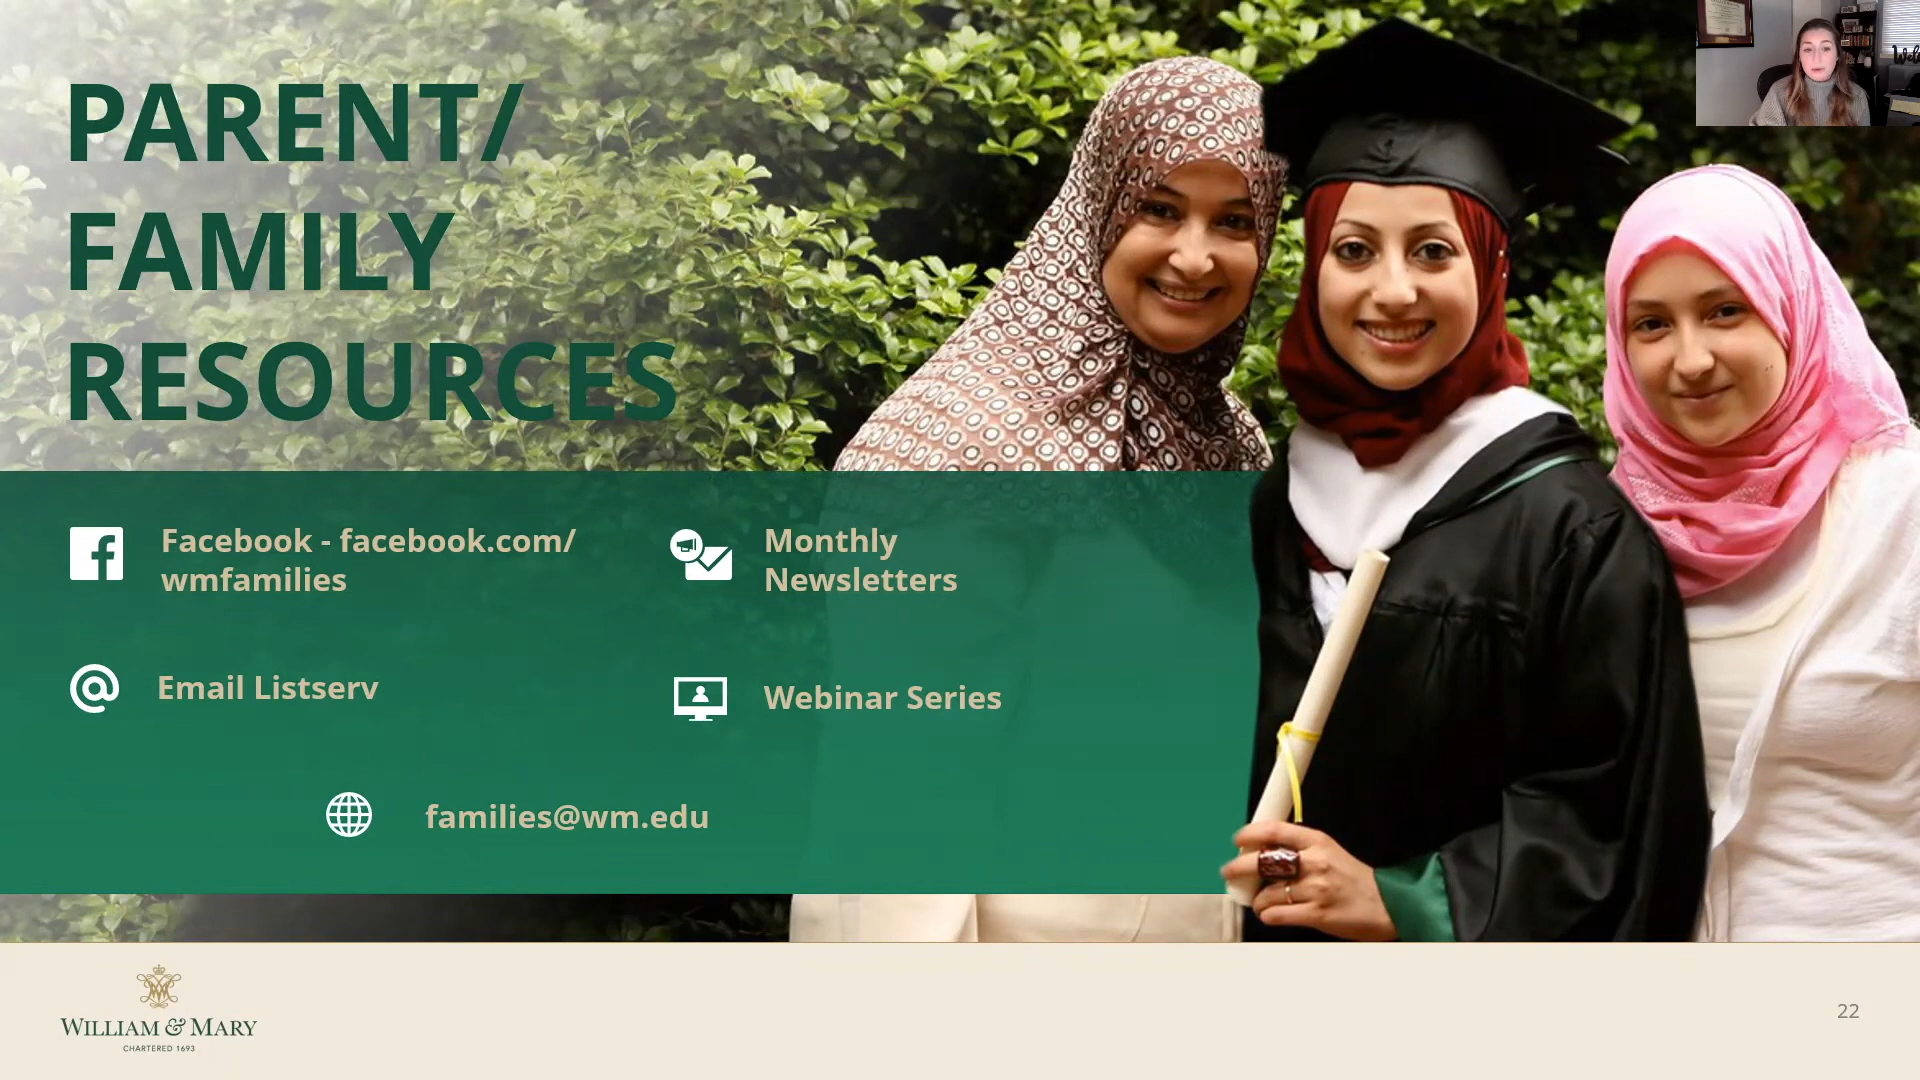 PARENT/
FAMILY
RESOURCES
Facebook - facebook.com/
wmfamilies
Monthly
Newsletters
Email Listserv
Webinar Series
families@wm.edu
WILLIAM & MARY
CHARTERED 1693
22